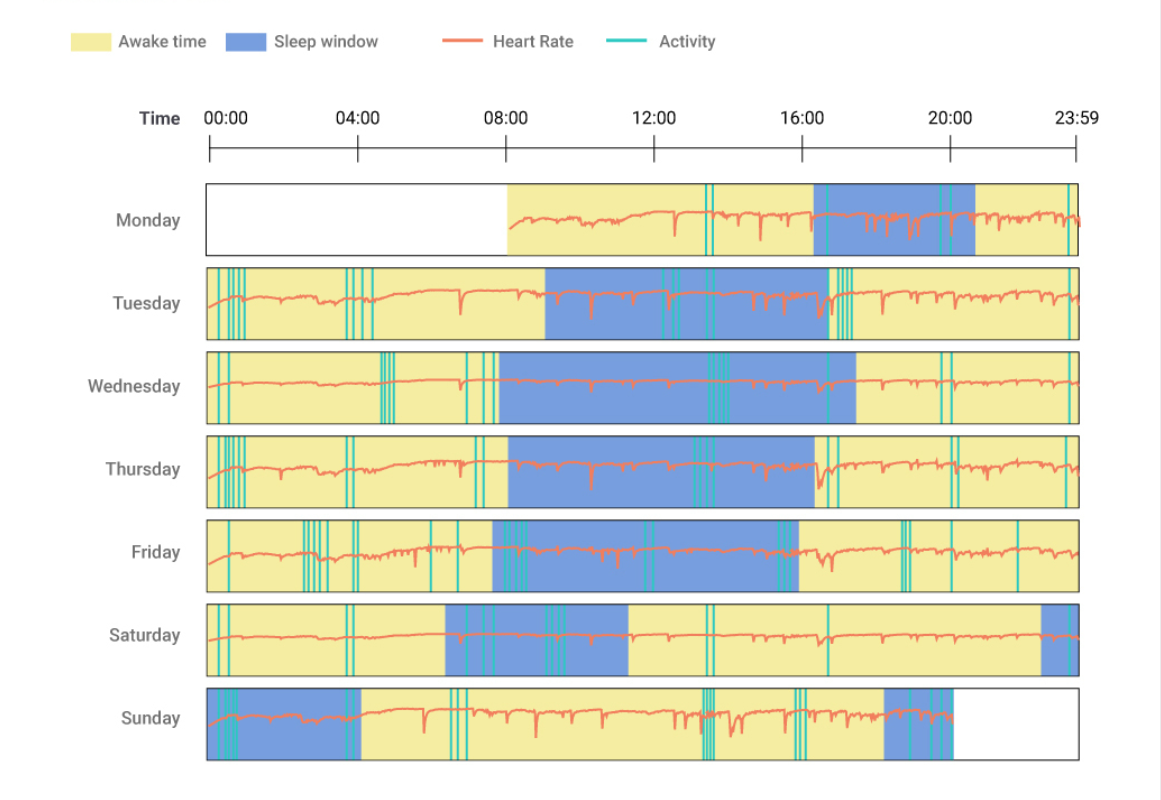 Awake time Sleep window Heart Rate Activity
Time 00:00 04:00 08:00 12:00 16:00 20:00 23:59
Monday
Tuesday
Wednesday
Thursday
Friday
Saturday
Sunday